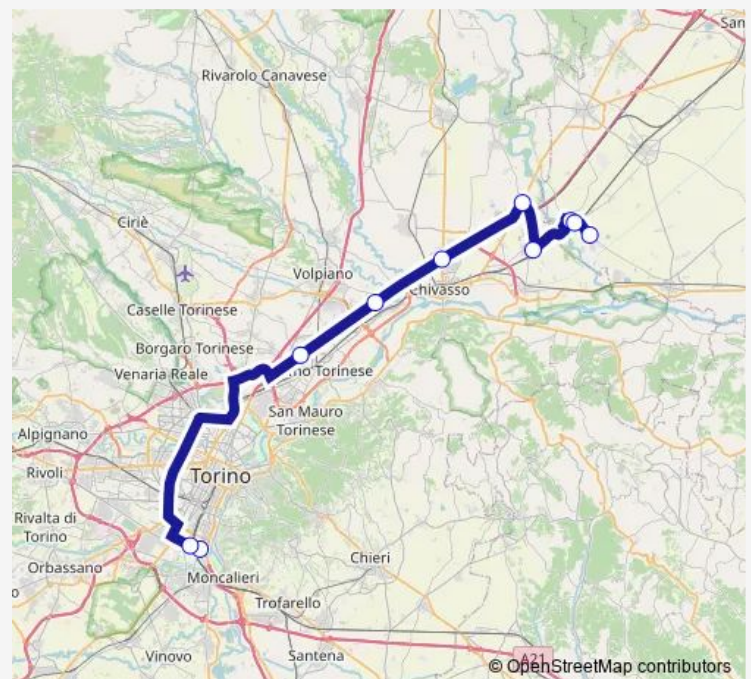 San
Rivarolo Canavese
Ciriè
Volpiano
Chivasso
Caselle Torinese
Borgaro Torinese
mo Torinese
Venaria Reale
San Mauro
Torinese
Alpignano
Rivoli
Torino
Rivalta di
Torino
Chieri
Orbassano
Moncalieri
o
Trofarello
Vinovo
Santena
A21
© OpenStreetMap contributors